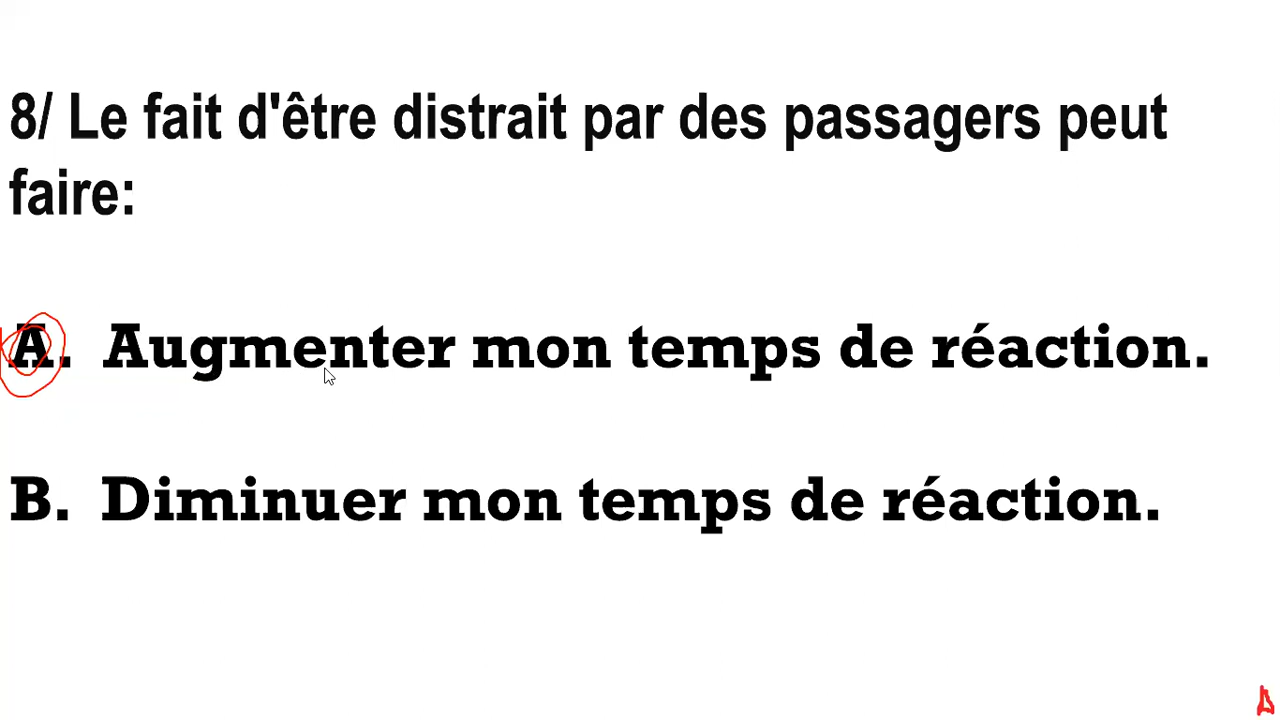 8/ Le fait d'être distrait par des passagers peut
faire:
A. Augmenter mon temps de réaction.
B. Diminuer mon temps de réaction.